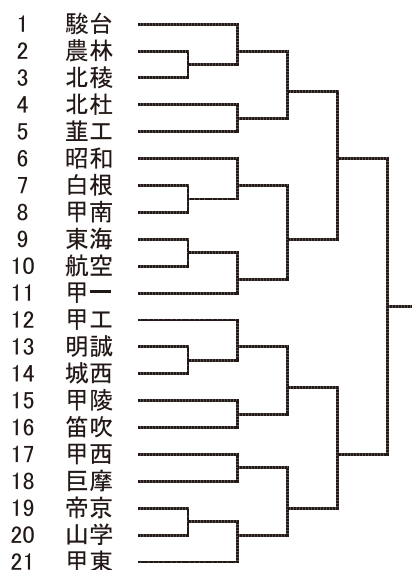 1 駿台
2 農林
3 北稜
4 北杜
5 韮工
6 昭和
7 白根
8 甲南
9 東海
10 航空
11 甲一
12 甲工
13 明誠
14 城西
15 甲陵
16 笛吹
17 甲西
18 巨摩
19 帝京
20 山学
21 甲東